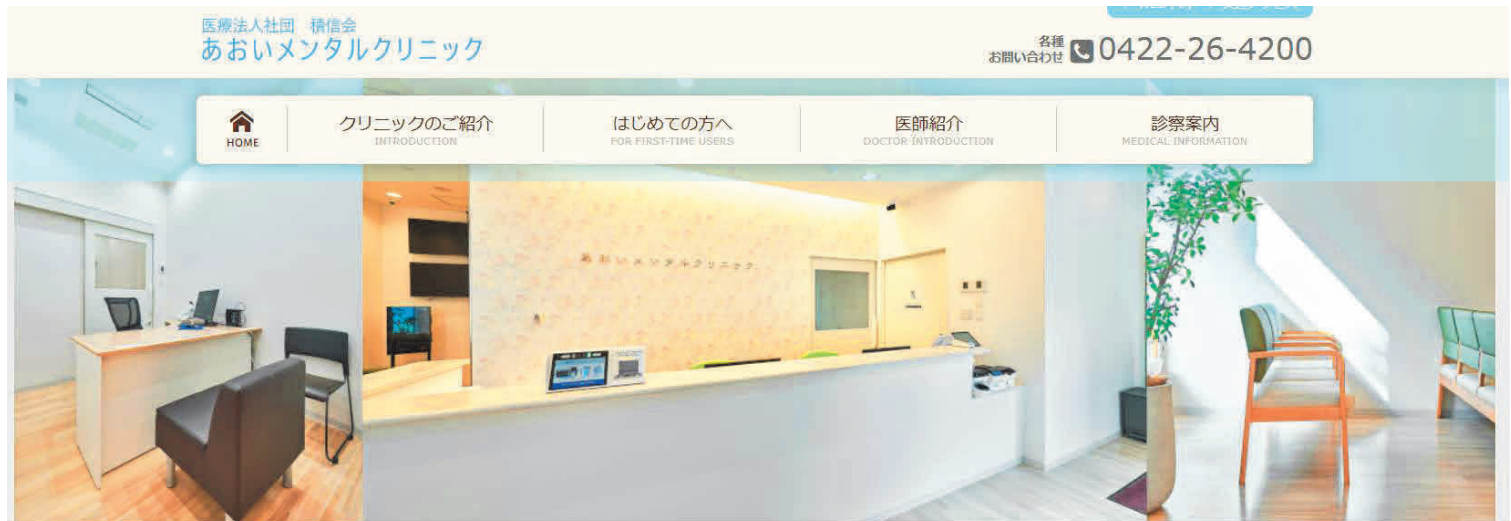 医療法人社団 積信会
あおいメンタルクリニック
各種
お問い合わせ
0422-26-4200
HOME
クリニックのご紹介
INTRODUCTION
はじめての方へ
FOR FIRST-TIME USERS
医師紹介
DOCTOR INTRODUCTION
診察案内
MEDICAL INFORMATION
あおいメンタルクリニック